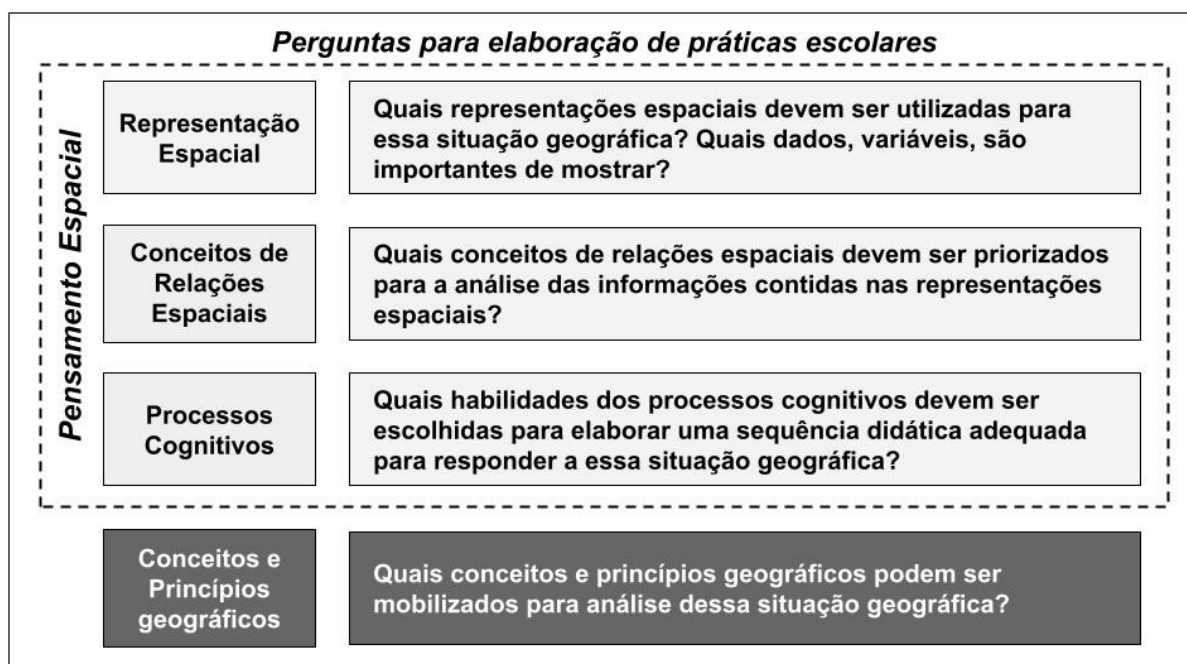 Perguntas para elaboração de práticas escolares
Pensamento Espacial
Representação
Espacial
Quais representações espaciais devem ser utilizadas para
essa situação geográfica? Quais dados, variáveis, são
importantes de mostrar?
Conceitos de
Relações
Espaciais
Quais conceitos de relações espaciais devem ser priorizados
para a análise das informações contidas nas representações
espaciais?
Processos
Cognitivos
Quais habilidades dos processos cognitivos devem ser
escolhidas para elaborar uma sequência didática adequada
para responder a essa situação geográfica?
Conceitos e
Princípios
geográficos
Quais conceitos e princípios geográficos podem ser
mobilizados para análise dessa situação geográfica?